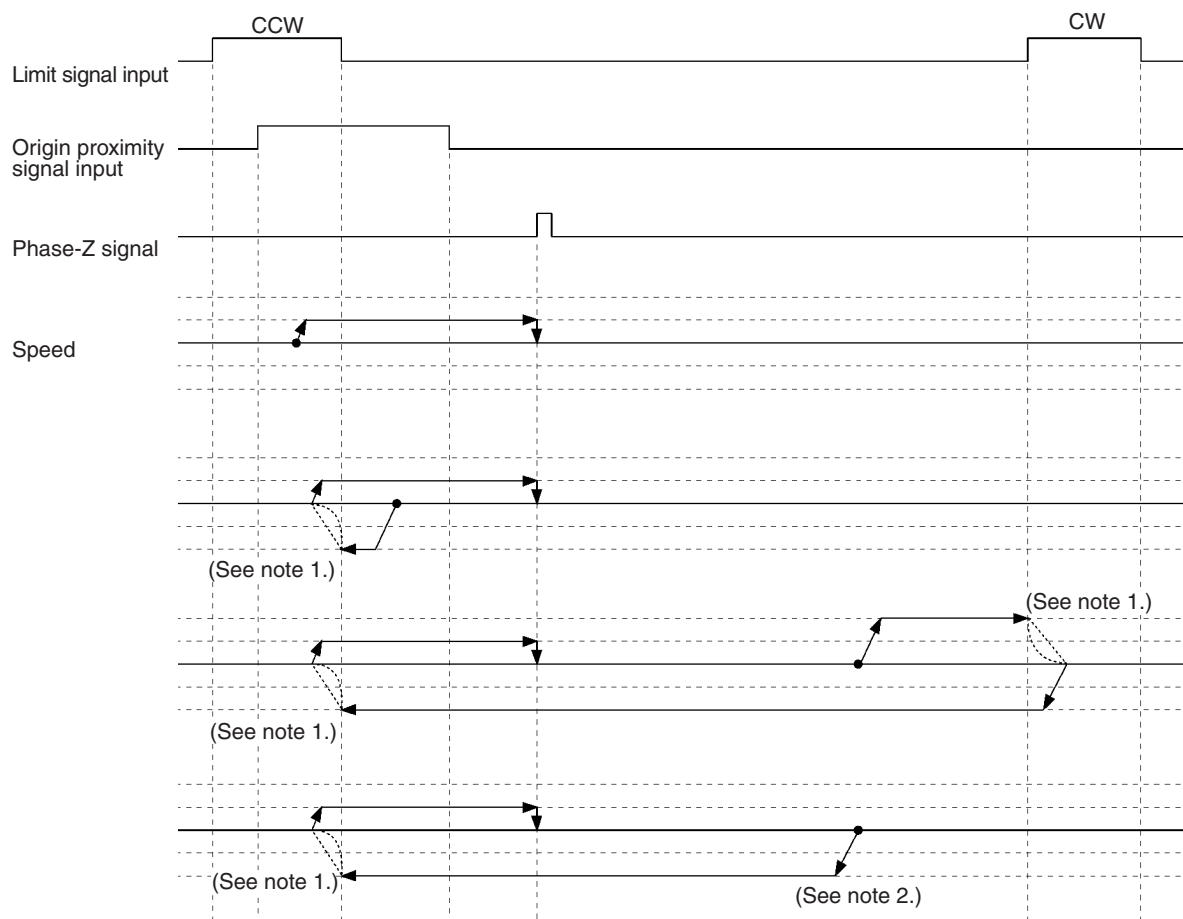 CCW
CW
Limit signal input
Origin proximity
signal input
Phase-Z signal
Speed
(See note 1.)
(See note 1.)
(See note 1.)
(See note 1.)
(See note 2.)